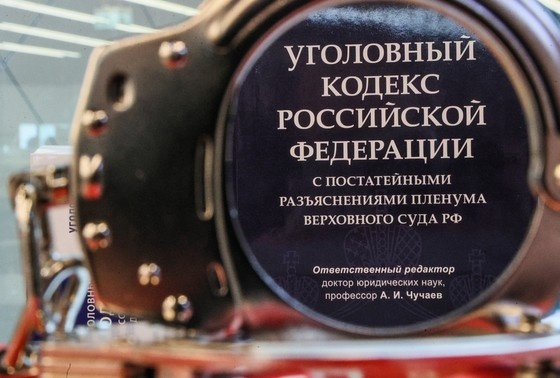 УГОЛОВНЫЙ
КОДЕКС
РОССИЙСКОЙ
ФЕДЕРАЦИИ
С ПОСТАТЕЙНЫМИ
РАЗЪЯСНЕНИЯМИ ПЛЕНУМА
ВЕРХОВНОГО СУДА РФ
Ответственный редактор
доктор юридических наук,
профессор А. И. Чучаев